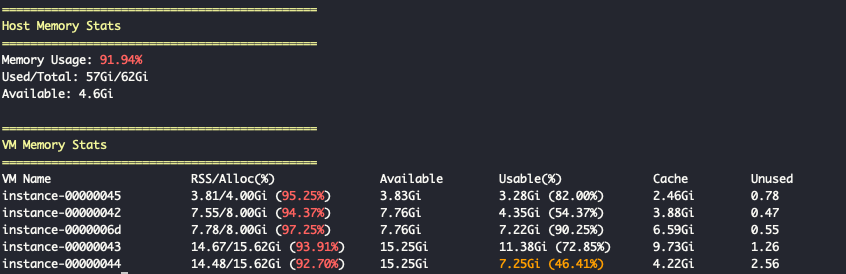 =============================================
Host Memory Stats
=============================================
Memory Usage: 91.94%
Used/Total: 57Gi/62Gi
Available: 4.6Gi
=============================================
VM Memory Stats
=============================================
VM Name RSS/Alloc(%) Available Usable(%) Cache Unused
instance-00000045 3.81/4.00Gi (95.25%) 3.83Gi 3.28Gi (82.00%) 2.46Gi 0.78
instance-00000042 7.55/8.00Gi (94.37%) 7.76Gi 4.35Gi (54.37%) 3.88Gi 0.47
instance-0000006d 7.78/8.00Gi (97.25%) 7.76Gi 7.22Gi (90.25%) 6.59Gi 0.55
instance-00000043 14.67/15.62Gi (93.91%) 15.25Gi 11.38Gi (72.85%) 9.73Gi 1.26
instance-00000044 14.48/15.62Gi (92.70%) 15.25Gi 7.25Gi (46.41%) 4.22Gi 2.56